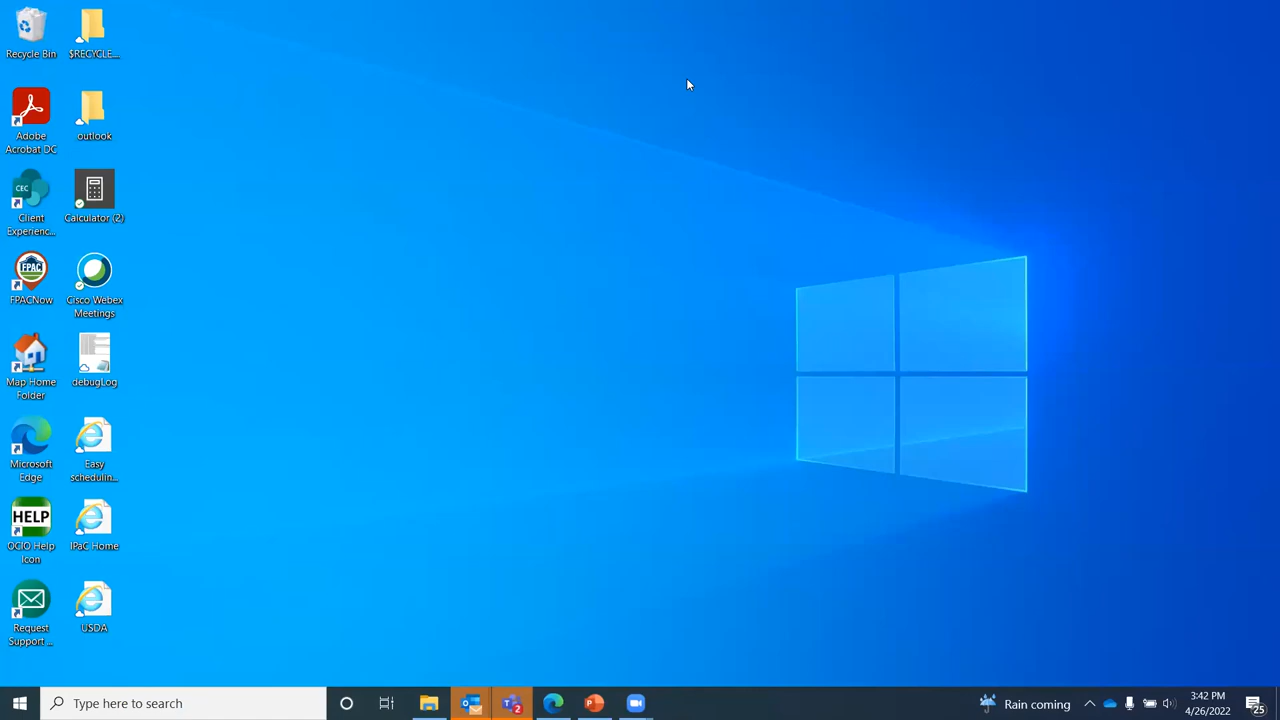 Recycle Bin
$RECYCLE....
Adobe
Acrobat DC
outlook
CEC
Client
Experienc...
Calculator (2)
FPAC
FPACNow
Cisco Webex
Meetings
Map Home
Folder
debugLog
Microsoft
Edge
Easy
schedulin...
HELP
OCIO Help
Icon
IPaC Home
Request
Support ...
USDA
Type here to search
2
Rain coming
3:42 PM
4/26/2022
25